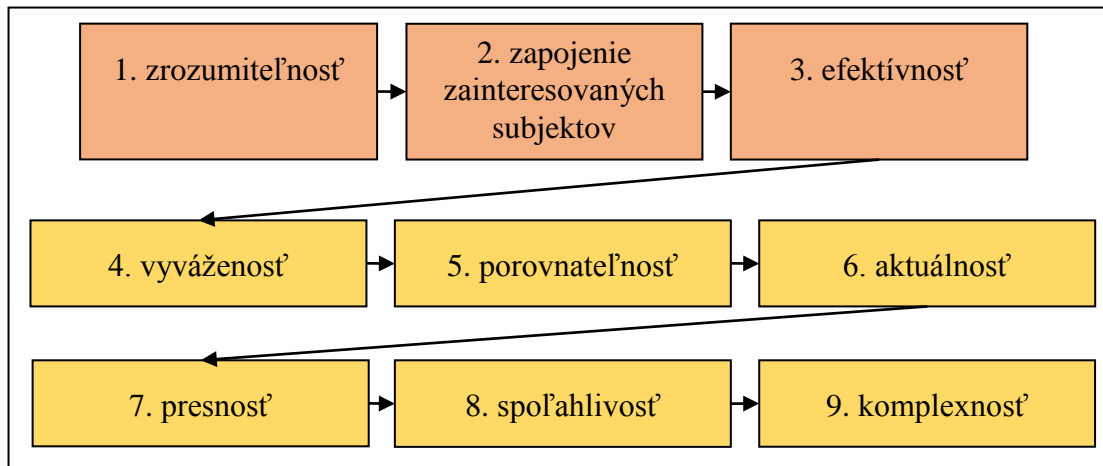 1. zrozumiteľnosť
2. zapojenie
zainteresovaných
subjektov
3. efektívnosť
4. vyváženosť
5. porovnateľnosť
6. aktuálnosť
7. presnosť
8. spoľahlivosť
9. komplexnosť